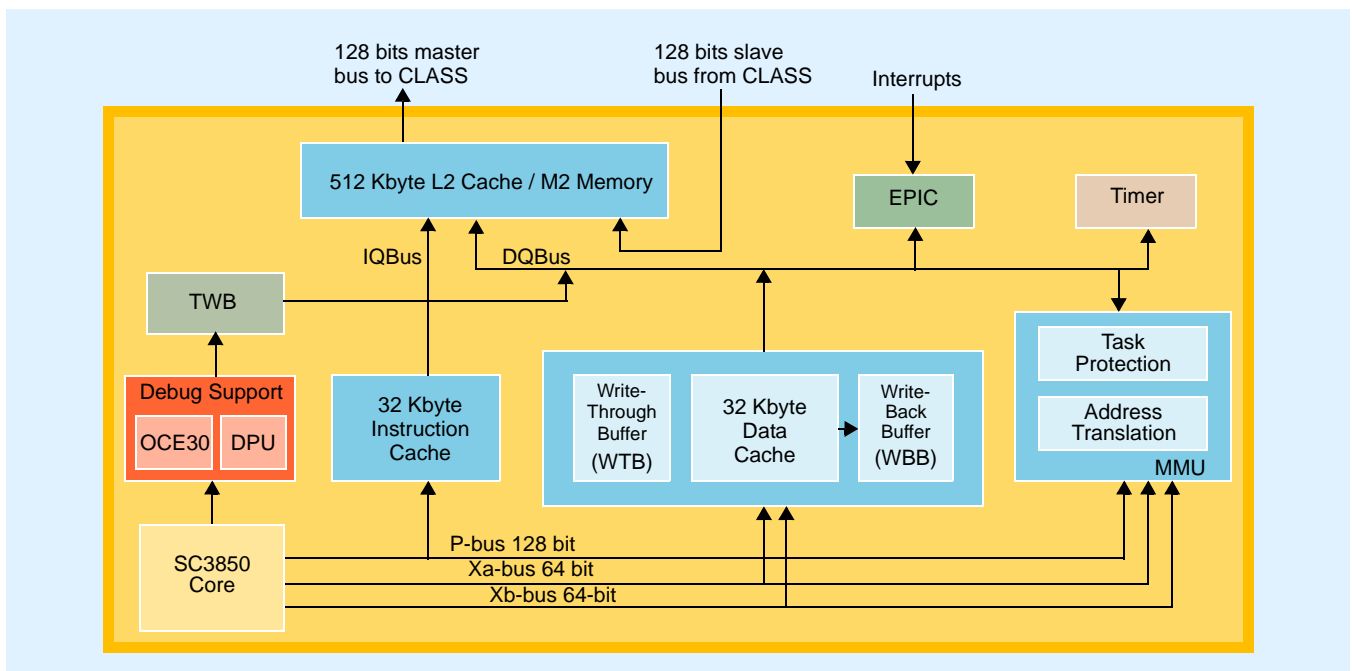 128 bits master
bus to CLASS
128 bits slave
bus from CLASS
Interrupts
512 Kbyte L2 Cache / M2 Memory
EPIC
Timer
IQBus
DQBus
TWB
Task
Protection
Address
Translation
MMU
Debug Support
OCE30
DPU
32 Kbyte
Instruction
Cache
Write-
Through
Buffer
(WTB)
32 Kbyte
Data
Cache
Write-
Back
Buffer
(WBB)
SC3850
Core
P-bus 128 bit
Xa-bus 64 bit
Xb-bus 64-bit